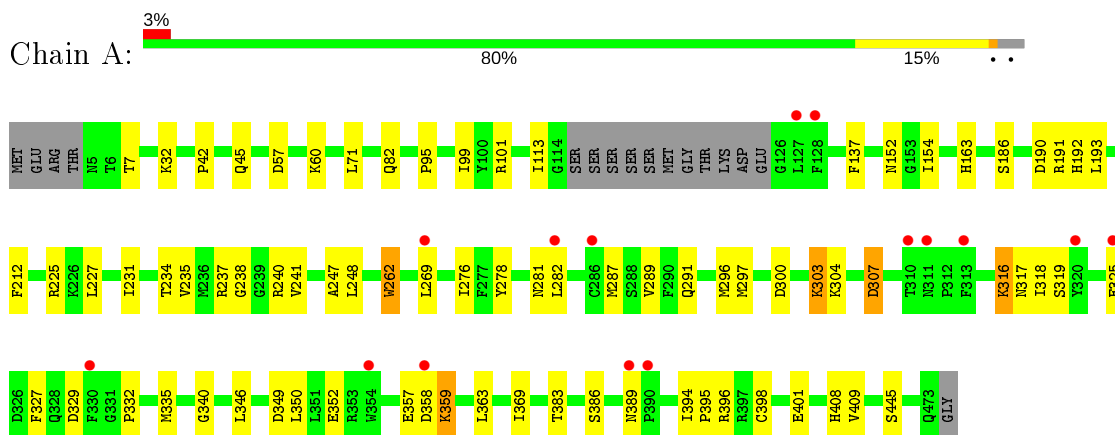 3%
Chain A:
80% 15% • •
MET GLU ARG THR N5 T6 T7 K32 P42 Q45 D57 K60 L71 Q82 P95 I99 Y100 R101 I113 G114 SER SER SER SER SER MET GLY THR LYS ASP GLU G126 L127 F128 F137 N152 G153 I154 H163 S186 D190 R191 H192 L193
F212 R225 K226 L227 I231 T234 V235 M236 R237 G238 G239 R240 V241 A247 L248 W262 L269 I276 F277 Y278 N281 L282 C286 M287 S288 V289 F290 Q291 M296 M297 D300 K303 K304 D307 T310 N311 P312 F313 K316 N317 I318 S319 Y320 E325
D326 F327 Q328 D329 F330 G331 P332 M335 G340 L346 D349 L350 L351 E352 R353 W354 E357 D358 K359 L363 I369 T383 S386 N389 P390 I394 P395 R396 R397 C398 E401 H408 V409 S445 Q473 GLY